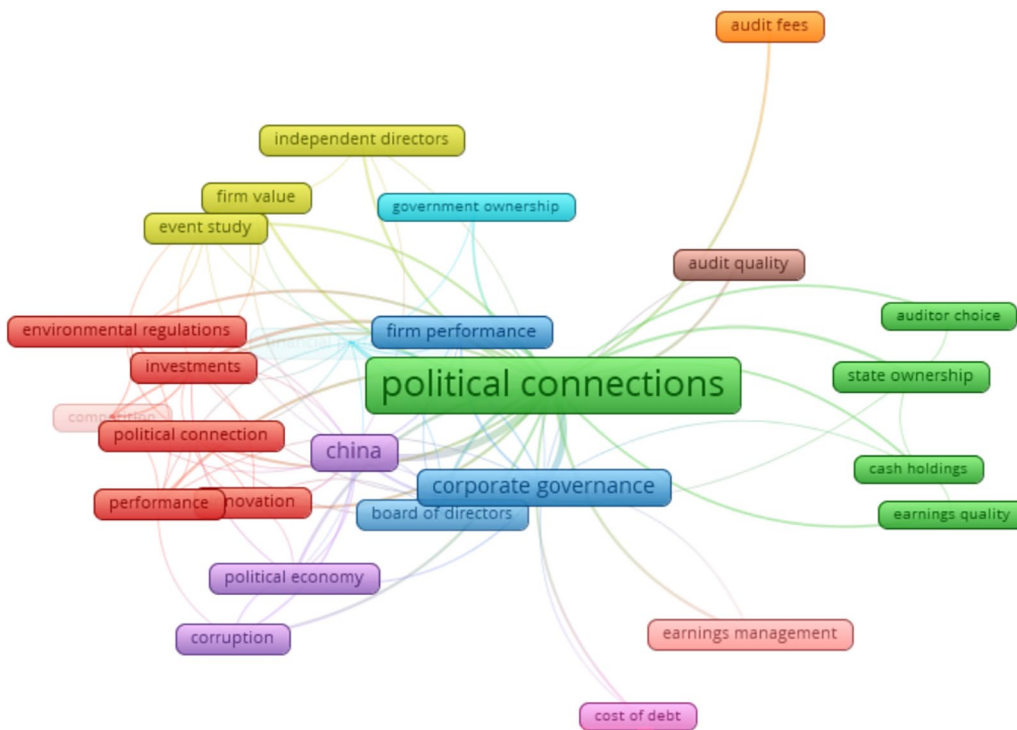 audit fees
independent directors
firm value
government ownership
event study
audit quality
auditor choice
environmental regulations
firm performance
investments
state ownership
political connections
political connection
china
cash holdings
corporate governance
performance
board of directors
earnings quality
political economy
earnings management
corruption
cost of debt